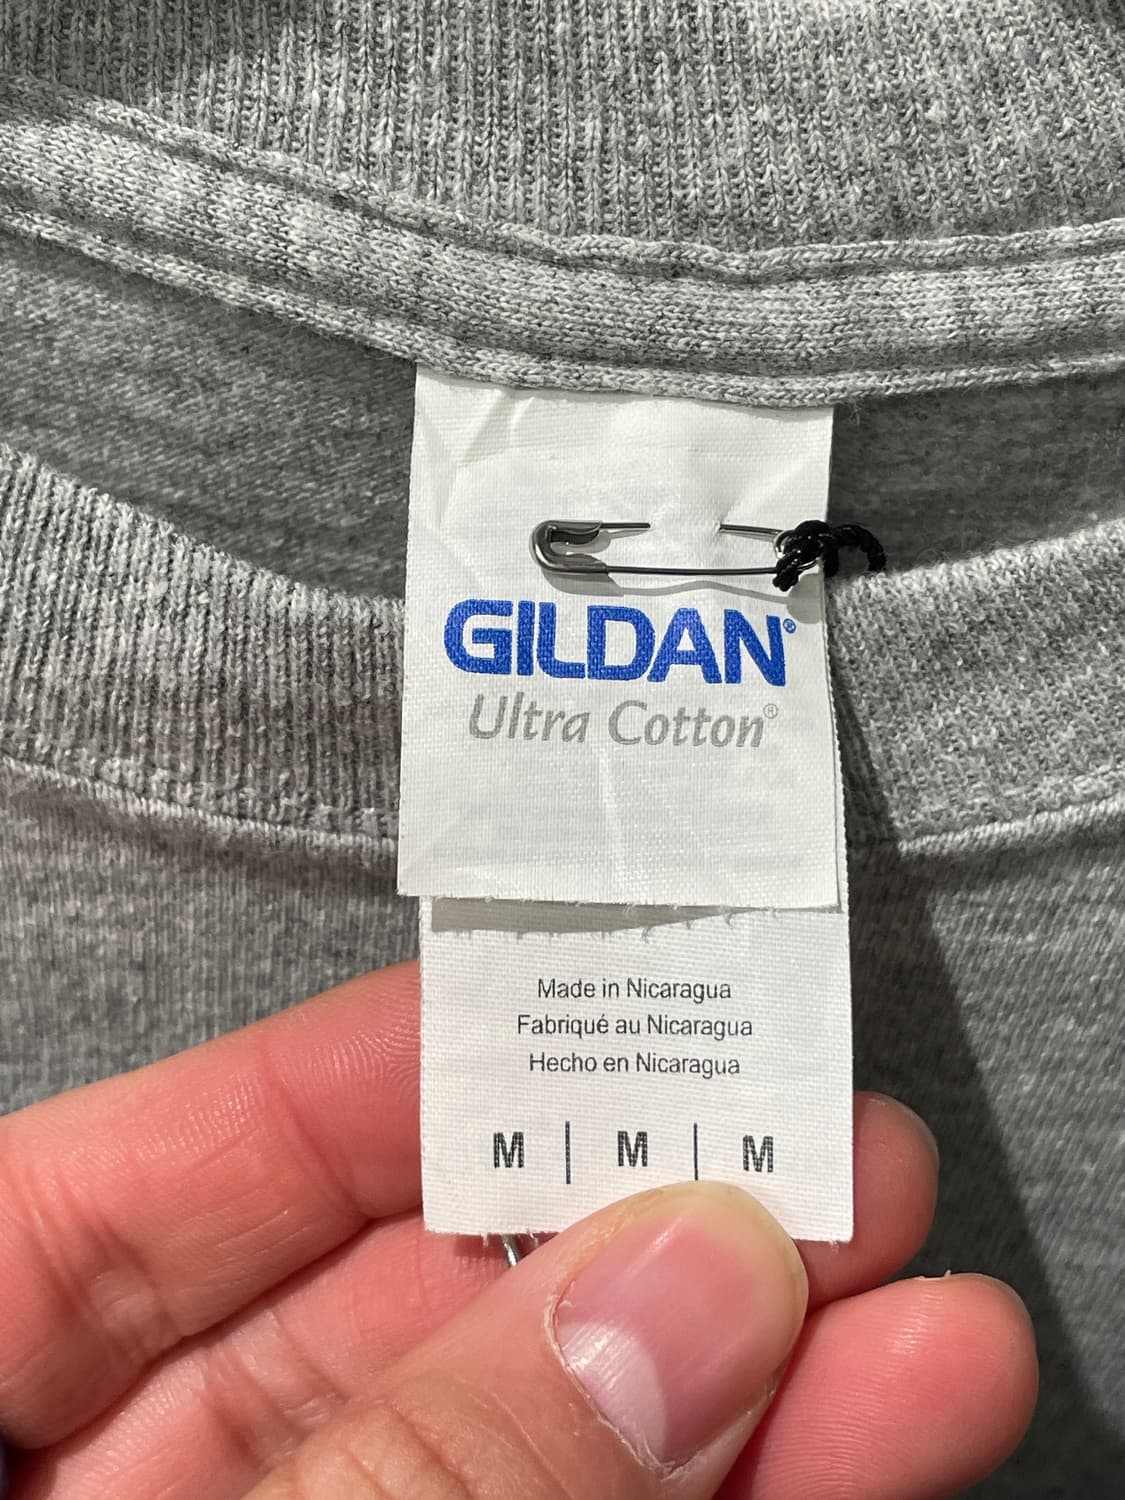 GILDAN®
Ultra Cotton®
Made in Nicaragua
Fabriqué au Nicaragua
Hecho en Nicaragua
M | M | M